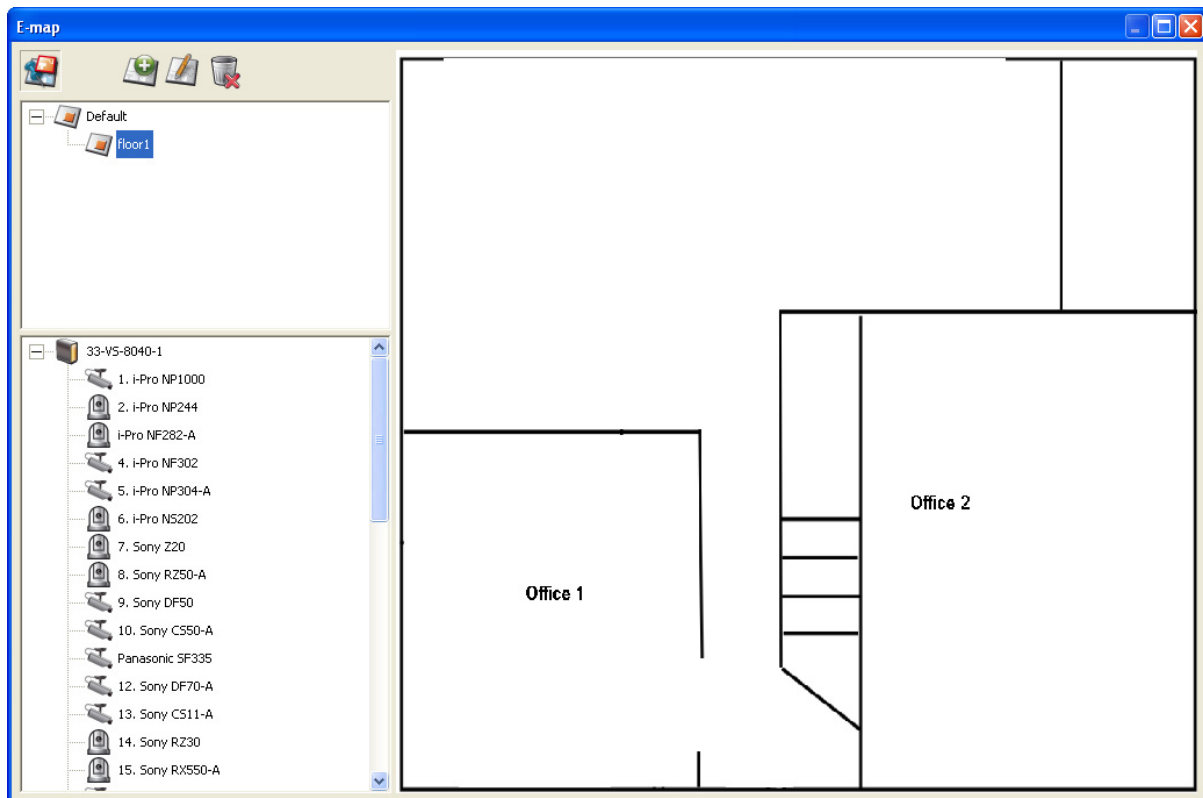 E-map
Default
floor1
33-VS-8040-1
1. i-Pro NP1000
2. i-Pro NP244
i-Pro NF282-A
4. i-Pro NF302
5. i-Pro NP304-A
6. i-Pro NS202
7. Sony Z20
8. Sony RZ50-A
9. Sony DF50
10. Sony CS50-A
Panasonic SF335
12. Sony DF70-A
13. Sony CS11-A
14. Sony RZ30
15. Sony RX550-A
Office 1
Office 2